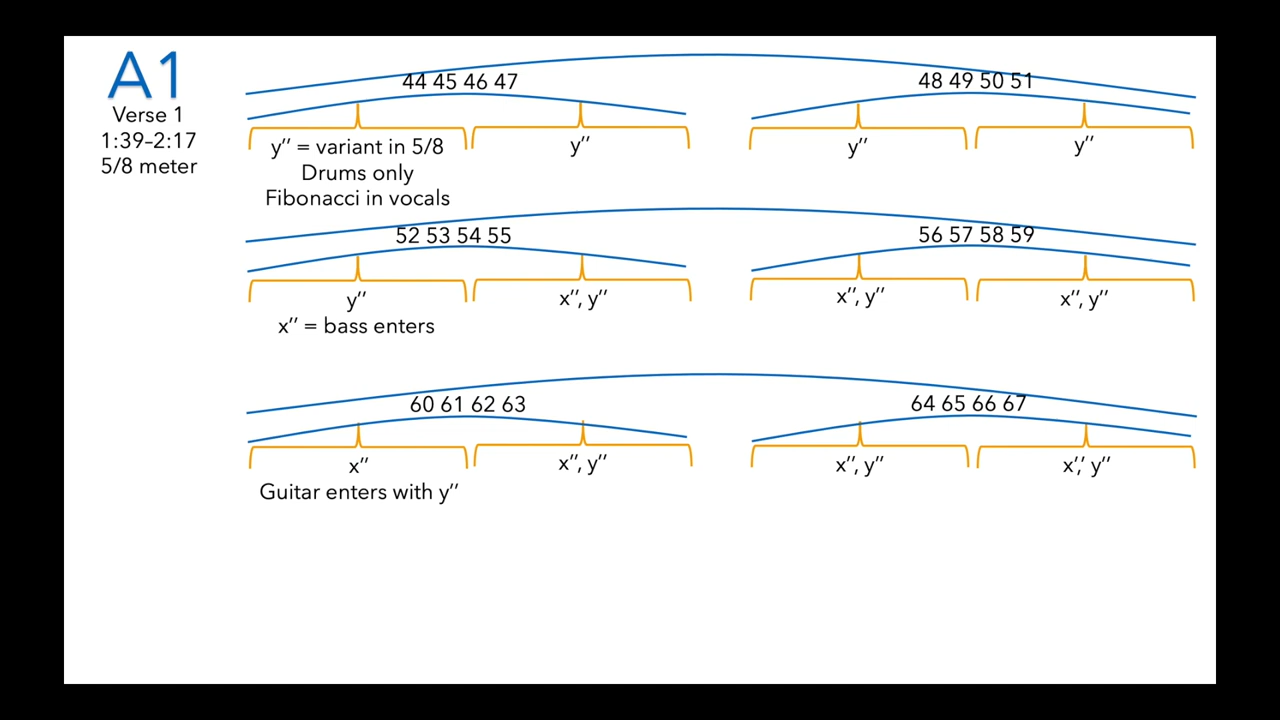 A1
Verse 1
1:39–2:17
5/8 meter
44 45 46 47
48 49 50 51
y′′ = variant in 5/8
y′′
y′′
y′′
Drums only
Fibonacci in vocals
52 53 54 55
56 57 58 59
y′′
x′′, y′′
x′′, y′′
x′′, y′′
x′′ = bass enters
60 61 62 63
64 65 66 67
x′′
x′′, y′′
x′′, y′′
x′′, y′′
Guitar enters with y′′